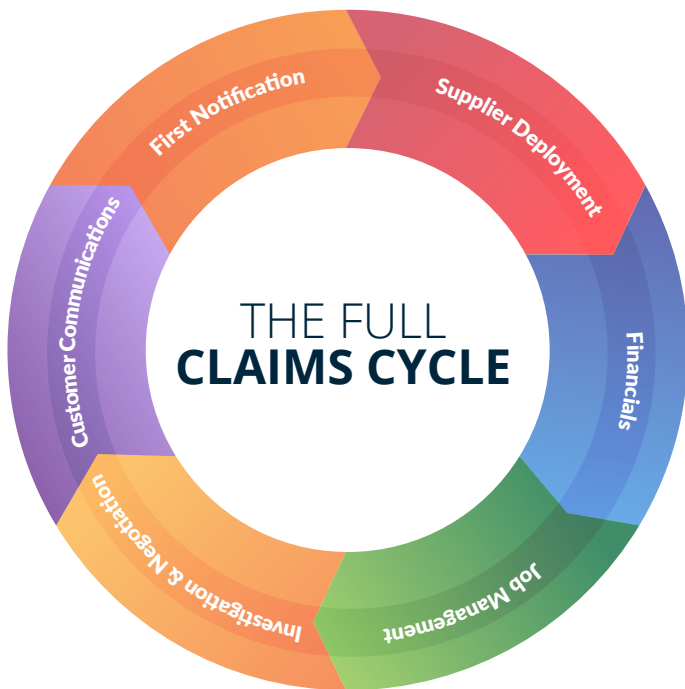 THE FULL
CLAIMS CYCLE
First Notification
Supplier Deployment
Financials
Job Management
Investigation & Negotiation
Customer Communications